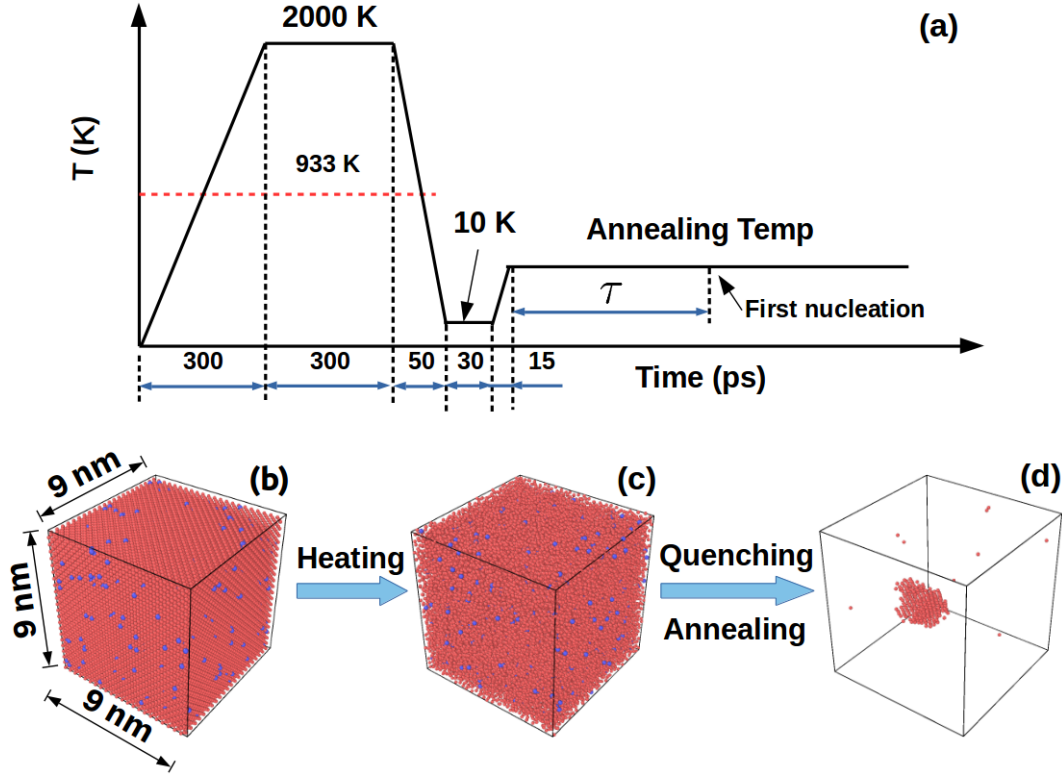 2000 K
(a)
T (K)
933 K
10 K
Annealing Temp
τ
First nucleation
300
300
50
30
15
Time (ps)
9 nm
9 nm
9 nm
(b)
Heating
(c)
Quenching
Annealing
(d)